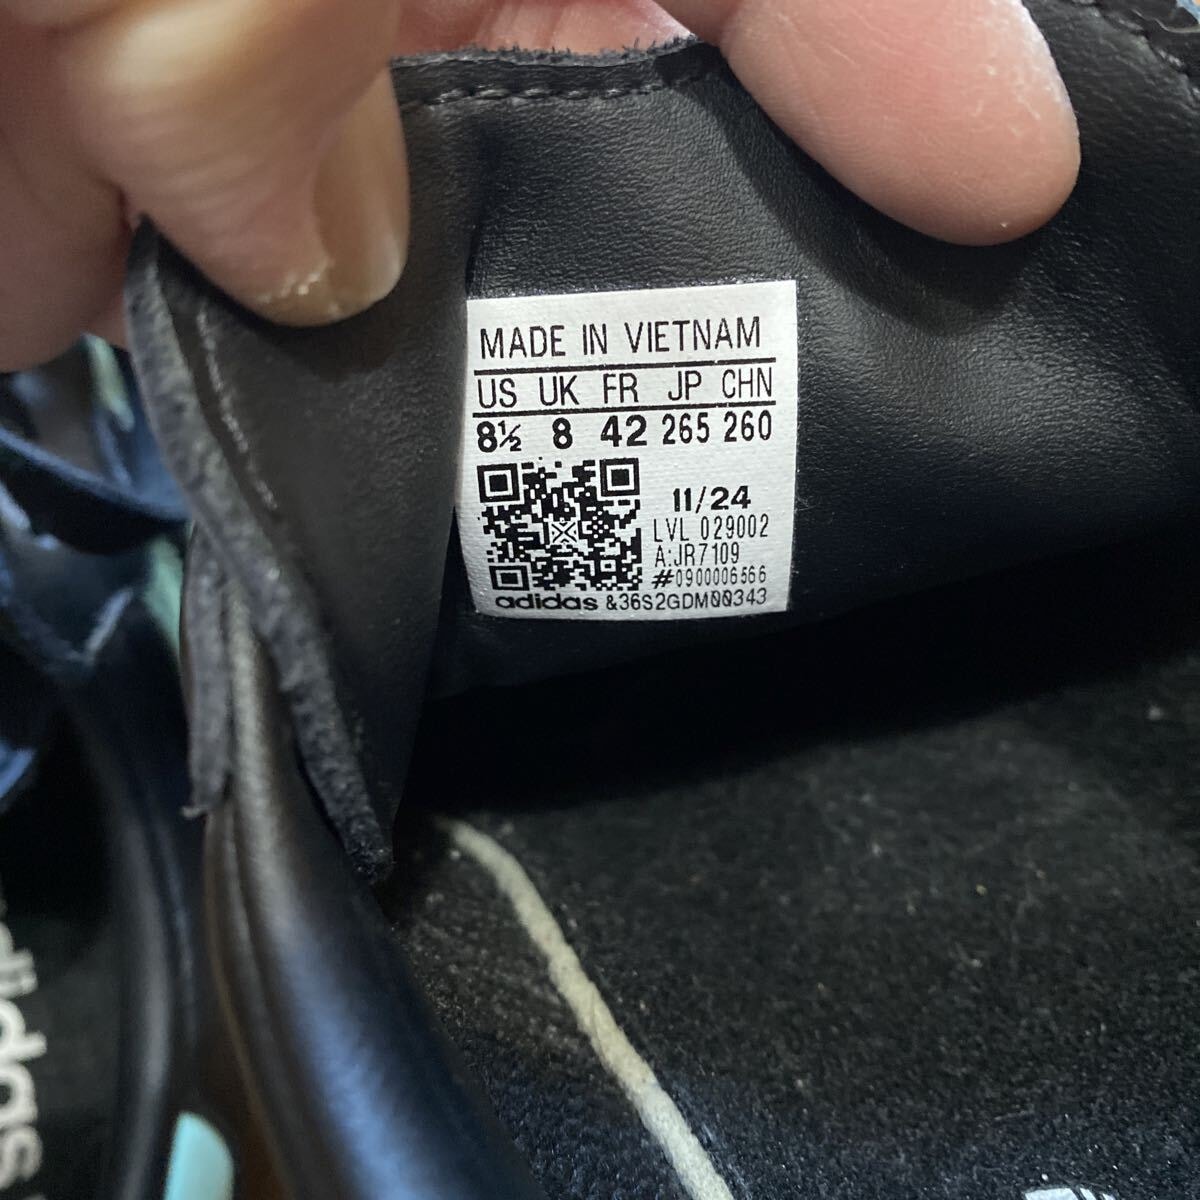 MADE IN VIETNAM
US UK FR JP CHN
8½ 8 42 265 260
11/24
LVL 029002
A:JR7109
#0900006566
adidas &36S2GDM00343
adidas